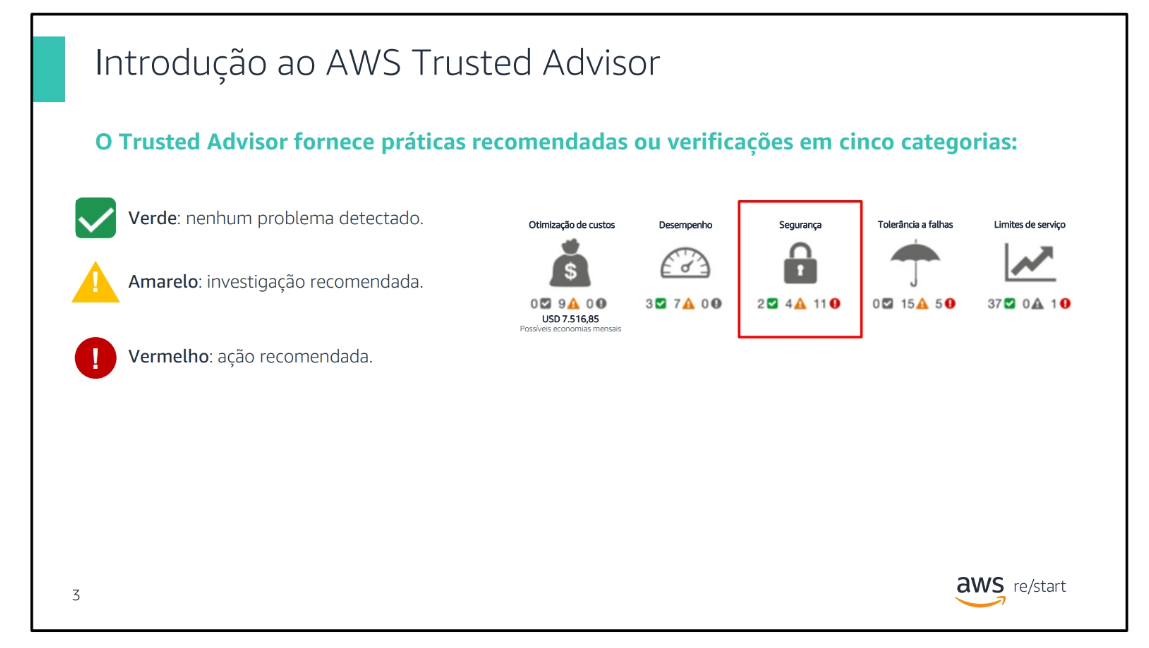 Introdução ao AWS Trusted Advisor
O Trusted Advisor fornece práticas recomendadas ou verificações em cinco categorias:
Verde: nenhum problema detectado.
Amarelo: investigação recomendada.
Vermelho: ação recomendada.
Otimização de custos
$
0 9 0
USD 7.516,85
Possíveis economias mensais
Desempenho
3 7 0
Segurança
2 4 11
Tolerância a falhas
0 15 5
Limites de serviço
37 0 1
3
aws re/start